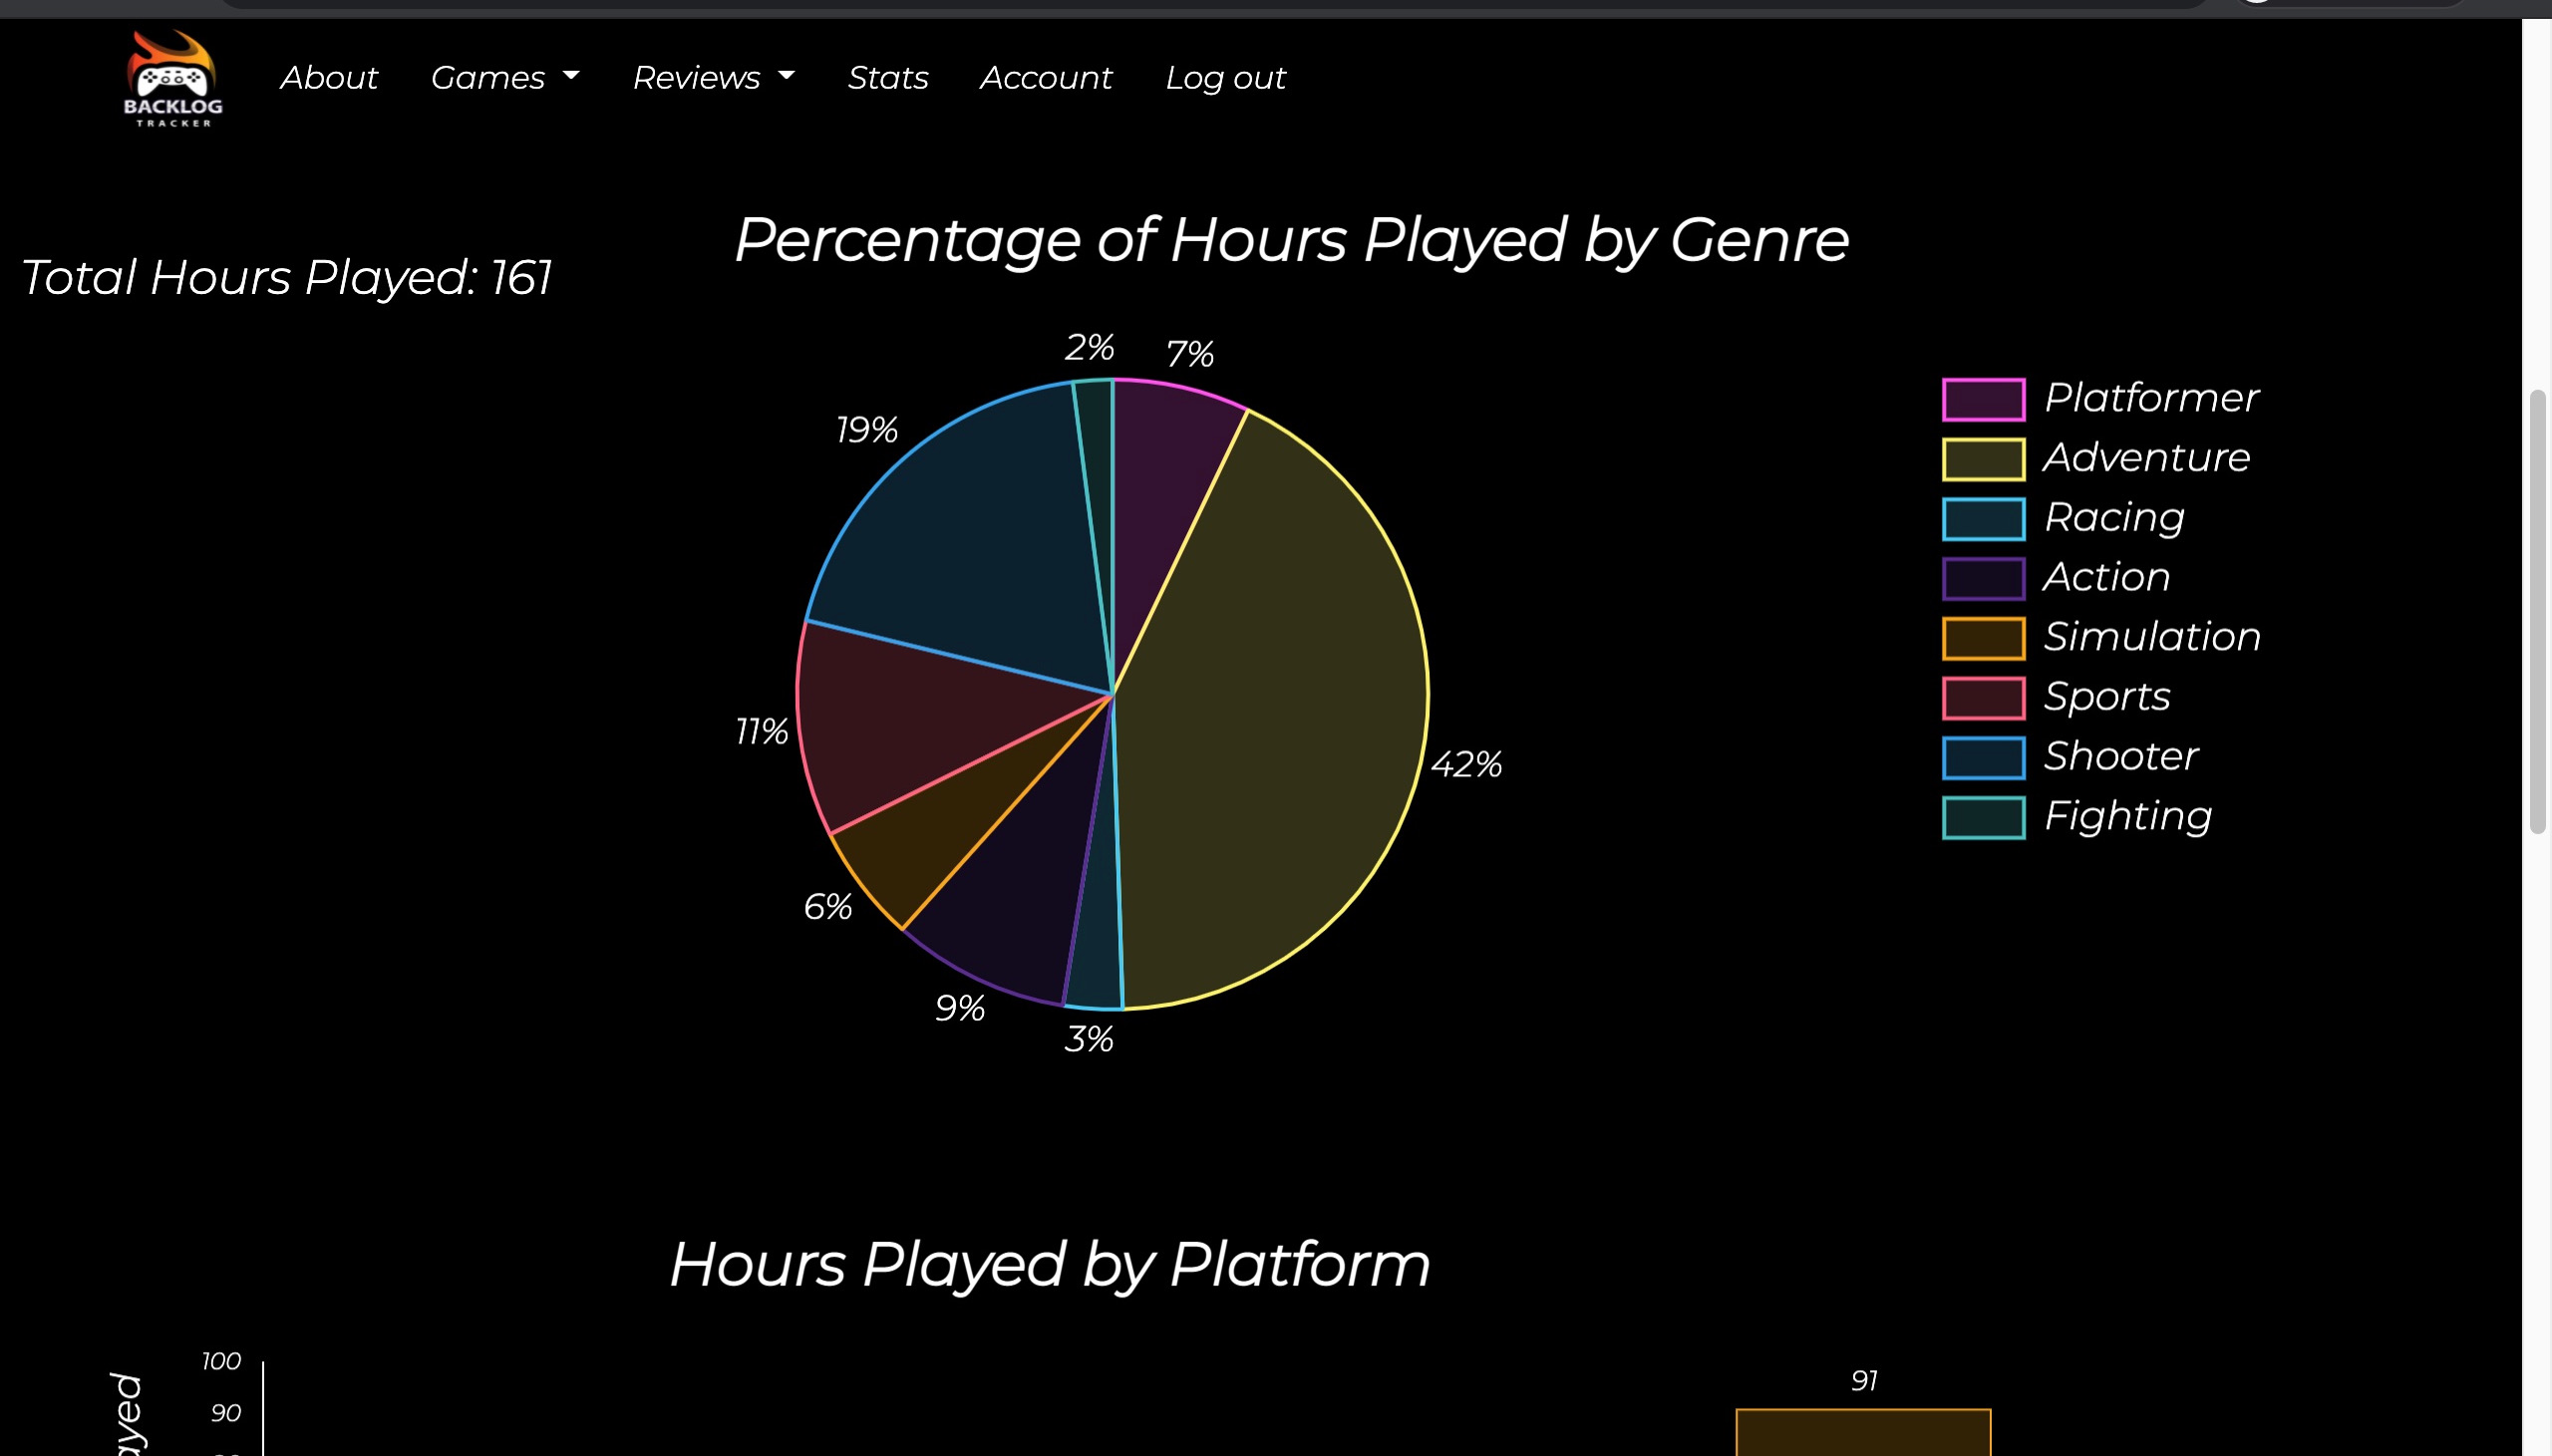 BACKLOG
TRACKER
About Games Reviews Stats Account Log out
Percentage of Hours Played by Genre
Total Hours Played: 161
2% 7%
19%
11%
42%
6%
9%
3%
Platformer
Adventure
Racing
Action
Simulation
Sports
Shooter
Fighting
Hours Played by Platform
100
91
90